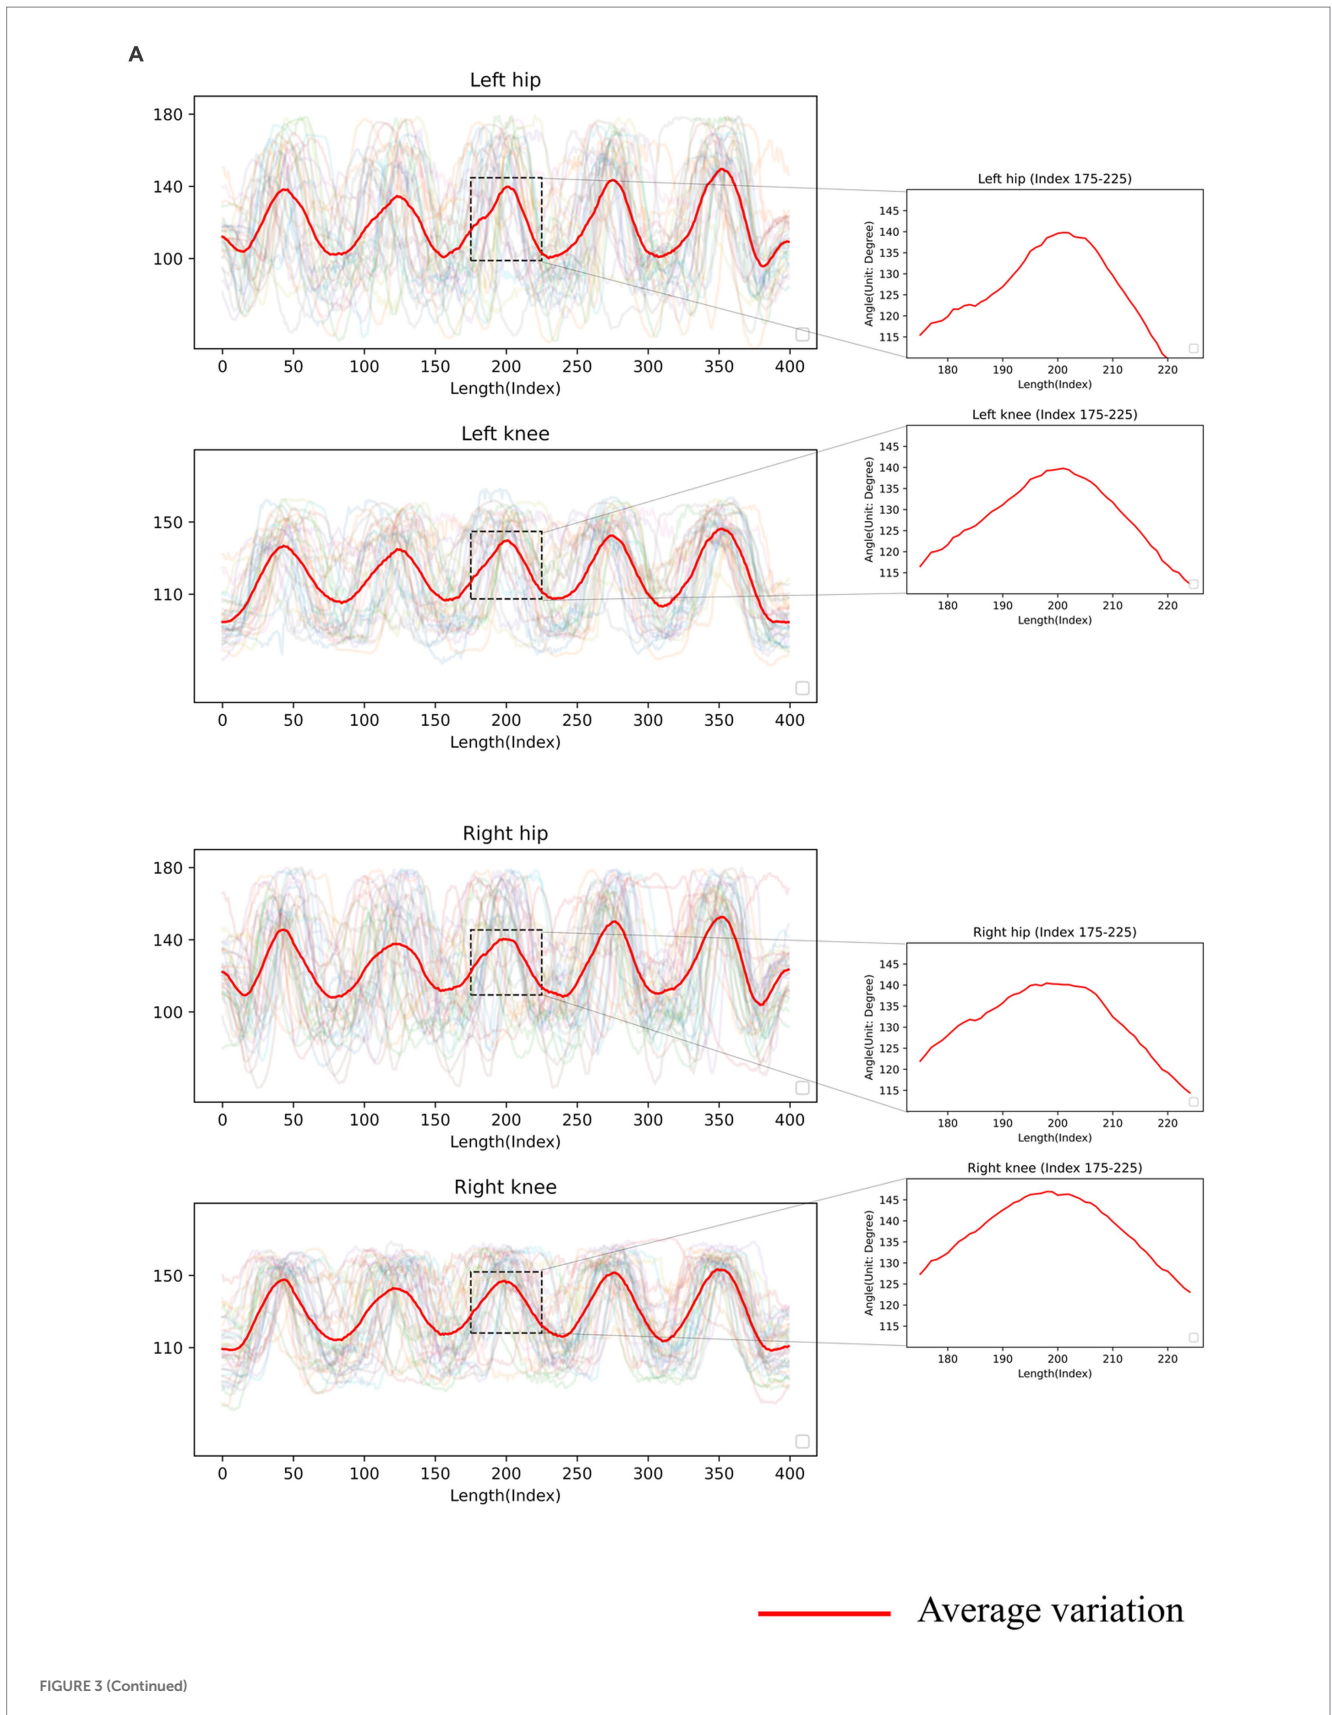 A
Left hip
180
140
100
0 50 100 150 200 250 300 350 400
Length(Index)
Left hip (Index 175-225)
Angle(Unit: Degree)
145
140
135
130
125
120
115
180 190 200 210 220
Length(Index)
Left knee
150
110
0 50 100 150 200 250 300 350 400
Length(Index)
Left knee (Index 175-225)
Angle(Unit: Degree)
145
140
135
130
125
120
115
180 190 200 210 220
Length(Index)
Right hip
180
140
100
0 50 100 150 200 250 300 350 400
Length(Index)
Right hip (Index 175-225)
Angle(Unit: Degree)
145
140
135
130
125
120
115
180 190 200 210 220
Length(Index)
Right knee
150
110
0 50 100 150 200 250 300 350 400
Length(Index)
Right knee (Index 175-225)
Angle(Unit: Degree)
145
140
135
130
125
120
115
180 190 200 210 220
Length(Index)
Average variation
FIGURE 3 (Continued)